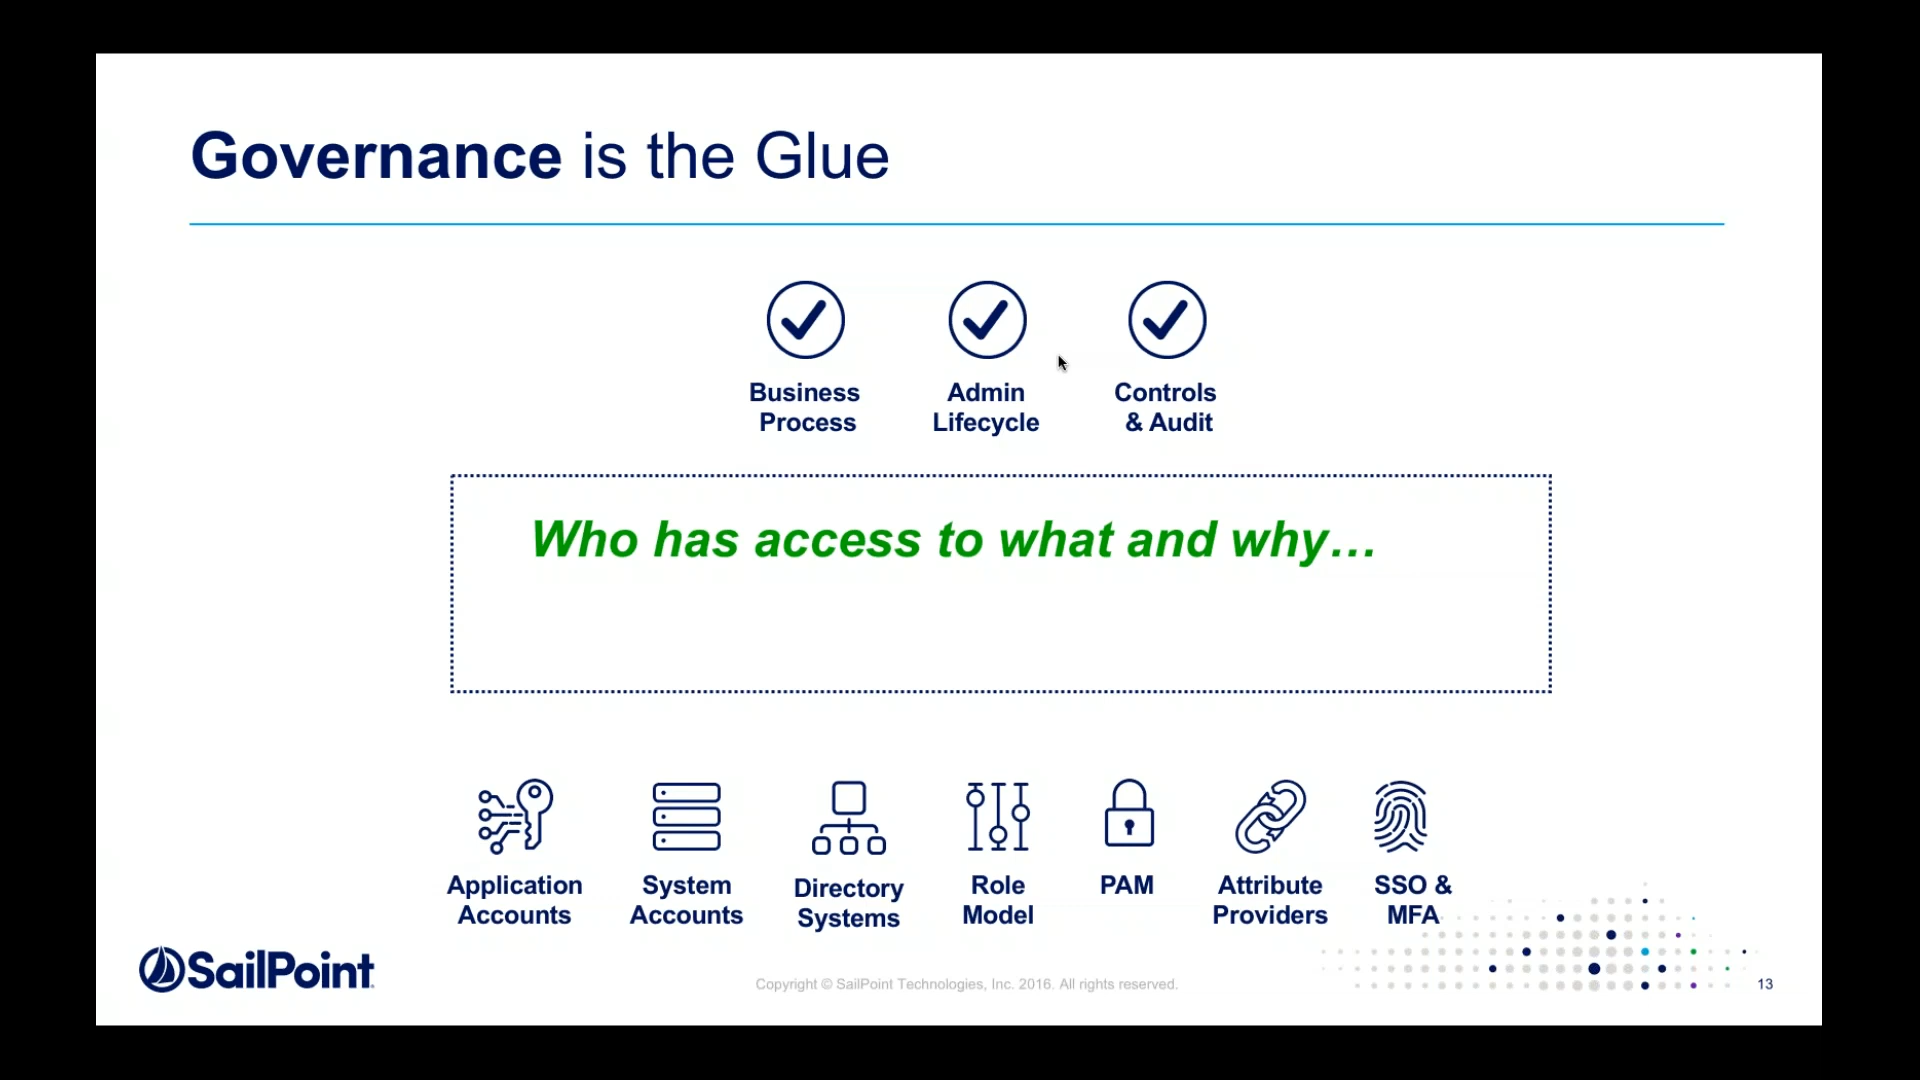 Governance is the Glue
Business
Process
Admin
Lifecycle
Controls
& Audit
Who has access to what and why...
Application
Accounts
System
Accounts
Directory
Systems
Role
Model
PAM
Attribute
Providers
SSO &
MFA
SailPoint
Copyright © SailPoint Technologies, Inc. 2016. All rights reserved.
13